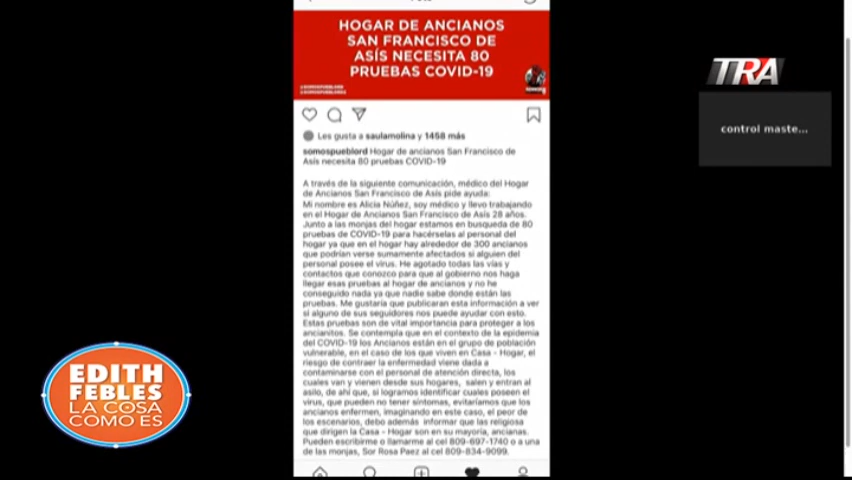 HOGAR DE ANCIANOS
SAN FRANCISCO DE
ASÍS NECESITA 80
PRUEBAS COVID-19
Les gusta a saulamolina y 1458 más
somospueblord Hogar de ancianos San Francisco de
Asís necesita 80 pruebas COVID-19
A través de la siguiente comunicación, médico del Hogar
de Ancianos San Francisco de Asís pide ayuda:
Mi nombre es Alicia Núñez, soy médico y llevo trabajando
en el Hogar de Ancianos San Francisco de Asís 28 años.
Junto a las monjas del hogar estamos en busqueda de 80
pruebas de COVID-19 para hacérselas al personal del
hogar ya que en el hogar hay alrededor de 300 ancianos
que podrían verse sumamente afectados si alguien del
personal posee el virus. He agotado todas las vías y
contactos que conozco para que al gobierno nos haga
llegar esas pruebas al hogar de ancianos y no he
conseguido nada ya que nadie sabe donde están las
pruebas. Me gustaría que publicaran esta información a ver
si alguno de sus seguidores nos puede ayudar con esto.
Estas pruebas son de vital importancia para proteger a los
ancianitos. Se contempla que en el contexto de la epidemia
del COVID-19 los Ancianos están en el grupo de población
vulnerable, en el caso de los que viven en Casa - Hogar, el
riesgo de contraer la enfermedad viene dada a
contaminarse con el personal de atención directa, los
cuales van y vienen desde sus hogares, salen y entran al
asilo, de ahí que, si logramos identificar cuales poseen el
virus, que pueden no tener síntomas, evitaríamos que los
ancianos enfermen, imaginando en este caso, el peor de
los escenarios, debo además informar que las religiosa
que dirigen la Casa - Hogar son en su mayoría, ancianas.
Pueden escribirme o llamarme al cel 809-697-1740 o a una
de las monjas, Sor Rosa Paez al cel 809-834-9099.
TRA
control maste...
EDITH
FEBLES
LA COSA
COMO ES